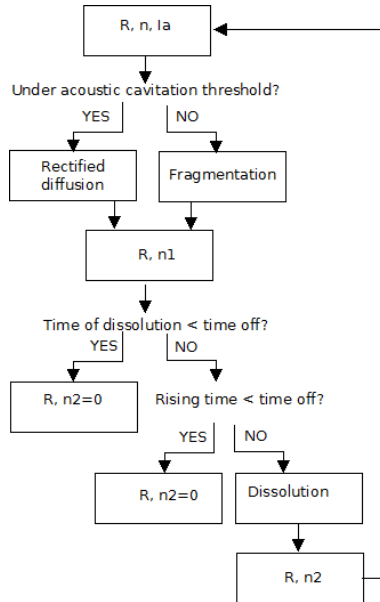 R, n, Ia
Under acoustic cavitation threshold?
YES
NO
Rectified
diffusion
Fragmentation
R, n1
Time of dissolution < time off?
YES
NO
R, n2=0
Rising time < time off?
YES
NO
R, n2=0
Dissolution
R, n2